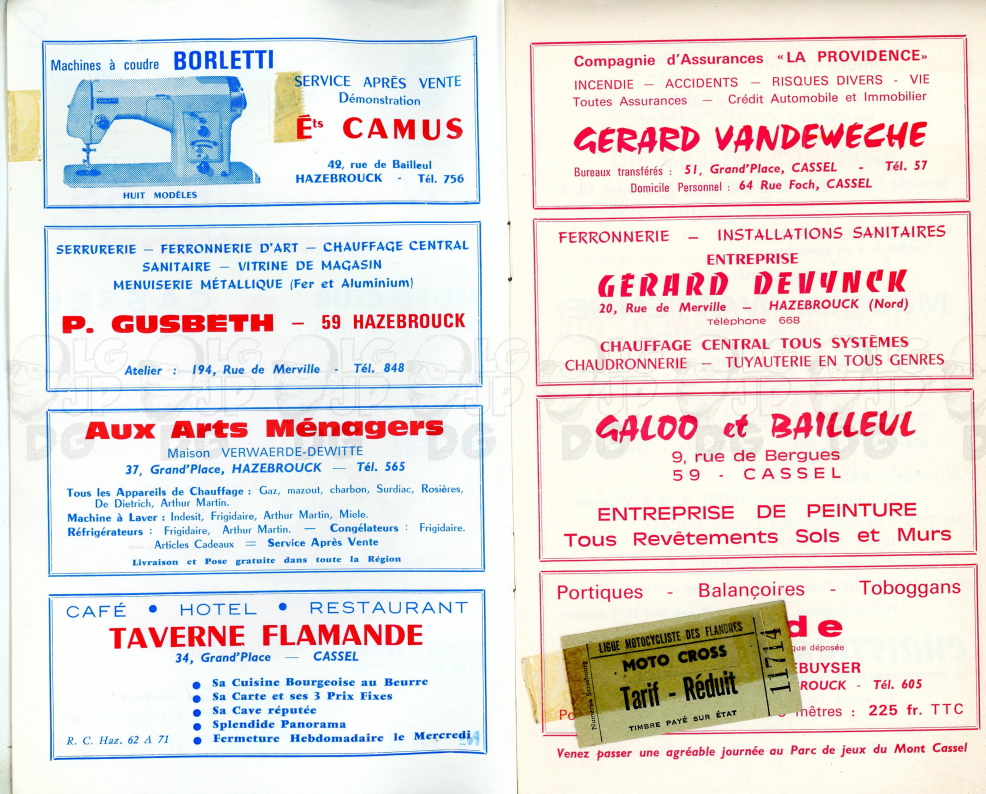 Machines à coudre BORLETTI
SERVICE APRÈS VENTE
Démonstration
Éts CAMUS
42, rue de Bailleul
HAZEBROUCK - Tél. 756
HUIT MODÈLES
SERRURERIE — FERRONNERIE D'ART — CHAUFFAGE CENTRAL
SANITAIRE — VITRINE DE MAGASIN
MENUISERIE MÉTALLIQUE (Fer et Aluminium)
P. GUSBETH — 59 HAZEBROUCK
Atelier : 194, Rue de Merville - Tél. 848
Aux Arts Ménagers
Maison VERWAERDE-DEWITTE
37, Grand'Place, HAZEBROUCK — Tél. 565
Tous les Appareils de Chauffage : Gaz, mazout, charbon, Surdiac, Rosières,
De Dietrich, Arthur Martin.
Machine à Laver : Indesit, Frigidaire, Arthur Martin, Miele.
Réfrigérateurs : Frigidaire, Arthur Martin. — Congélateurs : Frigidaire.
Articles Cadeaux = Service Après Vente
Livraison et Pose gratuite dans toute la Région
CAFÉ • HOTEL • RESTAURANT
TAVERNE FLAMANDE
34, Grand'Place — CASSEL
• Sa Cuisine Bourgeoise au Beurre
• Sa Carte et ses 3 Prix Fixes
• Sa Cave réputée
• Splendide Panorama
R. C. Haz. 62 A 71 • Fermeture Hebdomadaire le Mercredi
Compagnie d'Assurances «LA PROVIDENCE»
INCENDIE — ACCIDENTS — RISQUES DIVERS - VIE
Toutes Assurances — Crédit Automobile et Immobilier
GÉRARD VANDEWÉCHE
Bureaux transférés : 51, Grand'Place, CASSEL - Tél. 57
Domicile Personnel : 64 Rue Foch, CASSEL
FERRONNERIE — INSTALLATIONS SANITAIRES
ENTREPRISE
GÉRARD DEVYNCK
20, Rue de Merville — HAZEBROUCK (Nord)
Téléphone 668
CHAUFFAGE CENTRAL TOUS SYSTÈMES
CHAUDRONNERIE — TUYAUTERIE EN TOUS GENRES
GALOO et BAILLEUL
9, rue de Bergues
59 - CASSEL
ENTREPRISE DE PEINTURE
Tous Revêtements Sols et Murs
Portiques - Balançoires - Toboggans
de
que déposée
EBUYSER
ROUCK - Tél. 605
mètres : 225 fr. TTC
Venez passer une agréable journée au Parc de jeux du Mont Cassel
LIGUE MOTOCYCLISTE DES FLANDRES
MOTO CROSS
Tarif - Réduit
TIMBRE PAYÉ SUR ÉTAT
11714
LG JP DG